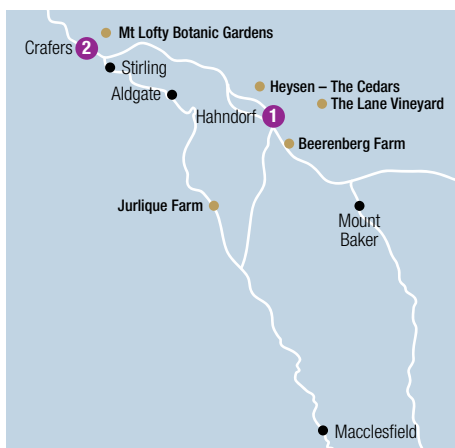 Mt Lofty Botanic Gardens
Crafers 2
Stirling
Aldgate
Heysen – The Cedars
The Lane Vineyard
Hahndorf 1
Beerenberg Farm
Jurlique Farm
Mount
Baker
Macclesfield